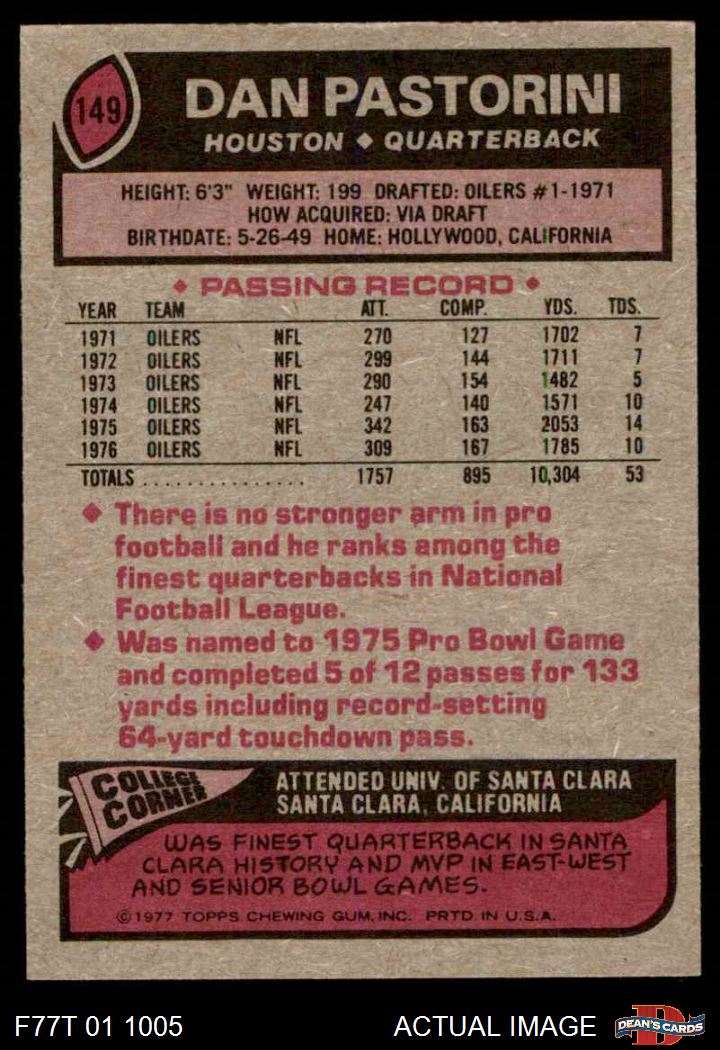 149
DAN PASTORINI
HOUSTON ◆ QUARTERBACK
HEIGHT: 6'3" WEIGHT: 199 DRAFTED: OILERS #1-1971
HOW ACQUIRED: VIA DRAFT
BIRTHDATE: 5-26-49 HOME: HOLLYWOOD, CALIFORNIA
◆ PASSING RECORD ◆
YEAR TEAM ATT. COMP. YDS. TDS.
1971 OILERS NFL 270 127 1702 7
1972 OILERS NFL 299 144 1711 7
1973 OILERS NFL 290 154 1482 5
1974 OILERS NFL 247 140 1571 10
1975 OILERS NFL 342 163 2053 14
1976 OILERS NFL 309 167 1785 10
TOTALS ............... 1757 895 10,304 53
◆ There is no stronger arm in pro
football and he ranks among the
finest quarterbacks in National
Football League.
◆ Was named to 1975 Pro Bowl Game
and completed 5 of 12 passes for 133
yards including record-setting
64-yard touchdown pass.
COLLEGE
CORNER
ATTENDED UNIV. OF SANTA CLARA
SANTA CLARA, CALIFORNIA
WAS FINEST QUARTERBACK IN SANTA
CLARA HISTORY AND MVP IN EAST-WEST
AND SENIOR BOWL GAMES.
©1977 TOPPS CHEWING GUM, INC. PRTD. IN U.S.A.
F77T 01 1005
ACTUAL IMAGE
D
DEAN'S CARDS